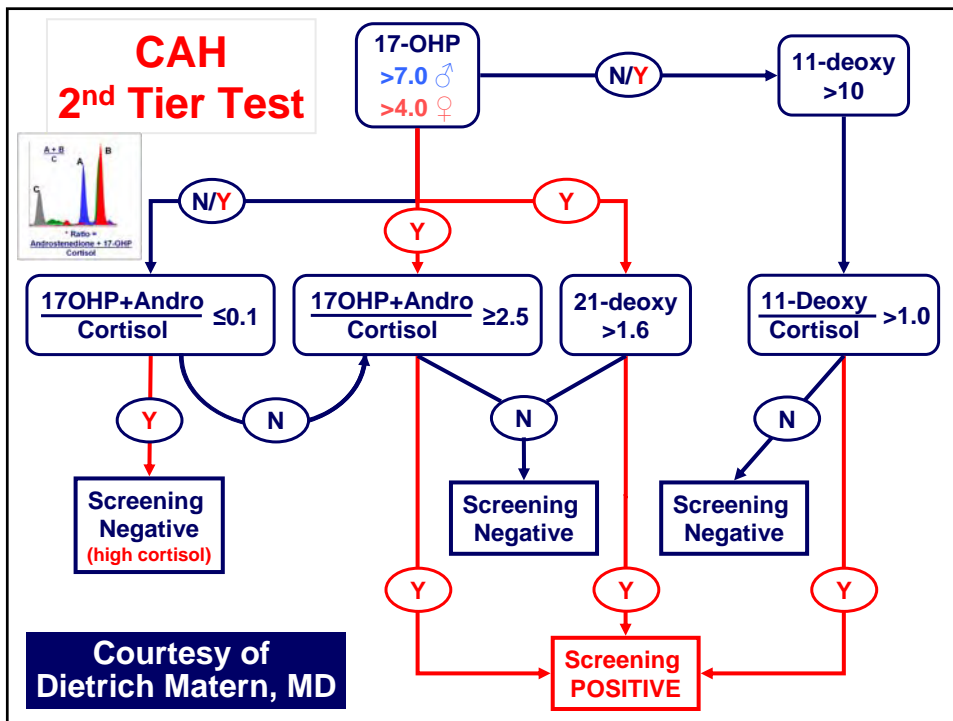 CAH
2nd Tier Test
17-OHP
>7.0 ♂
>4.0 ♀
N/Y
11-deoxy
>10
A + B
C
C
A
B
* Ratio =
Androstenedione + 17-OHP
Cortisol
N/Y
Y
Y
17OHP+Andro
Cortisol
≤0.1
17OHP+Andro
Cortisol
≥2.5
21-deoxy
>1.6
11-Deoxy
Cortisol
>1.0
Y
N
N
N
Screening
Negative
(high cortisol)
Screening
Negative
Screening
Negative
Y
Y
Y
Courtesy of
Dietrich Matern, MD
Screening
POSITIVE